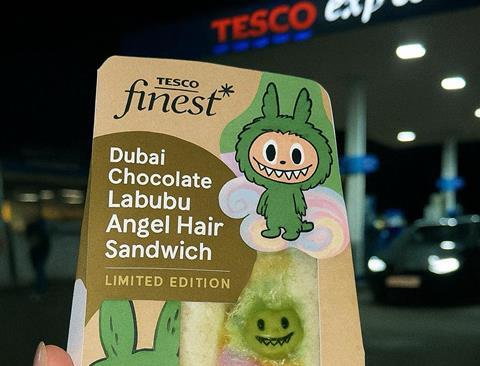 TESCO express
TESCO
finest*
Dubai
Chocolate
Labubu
Angel Hair
Sandwich
LIMITED EDITION